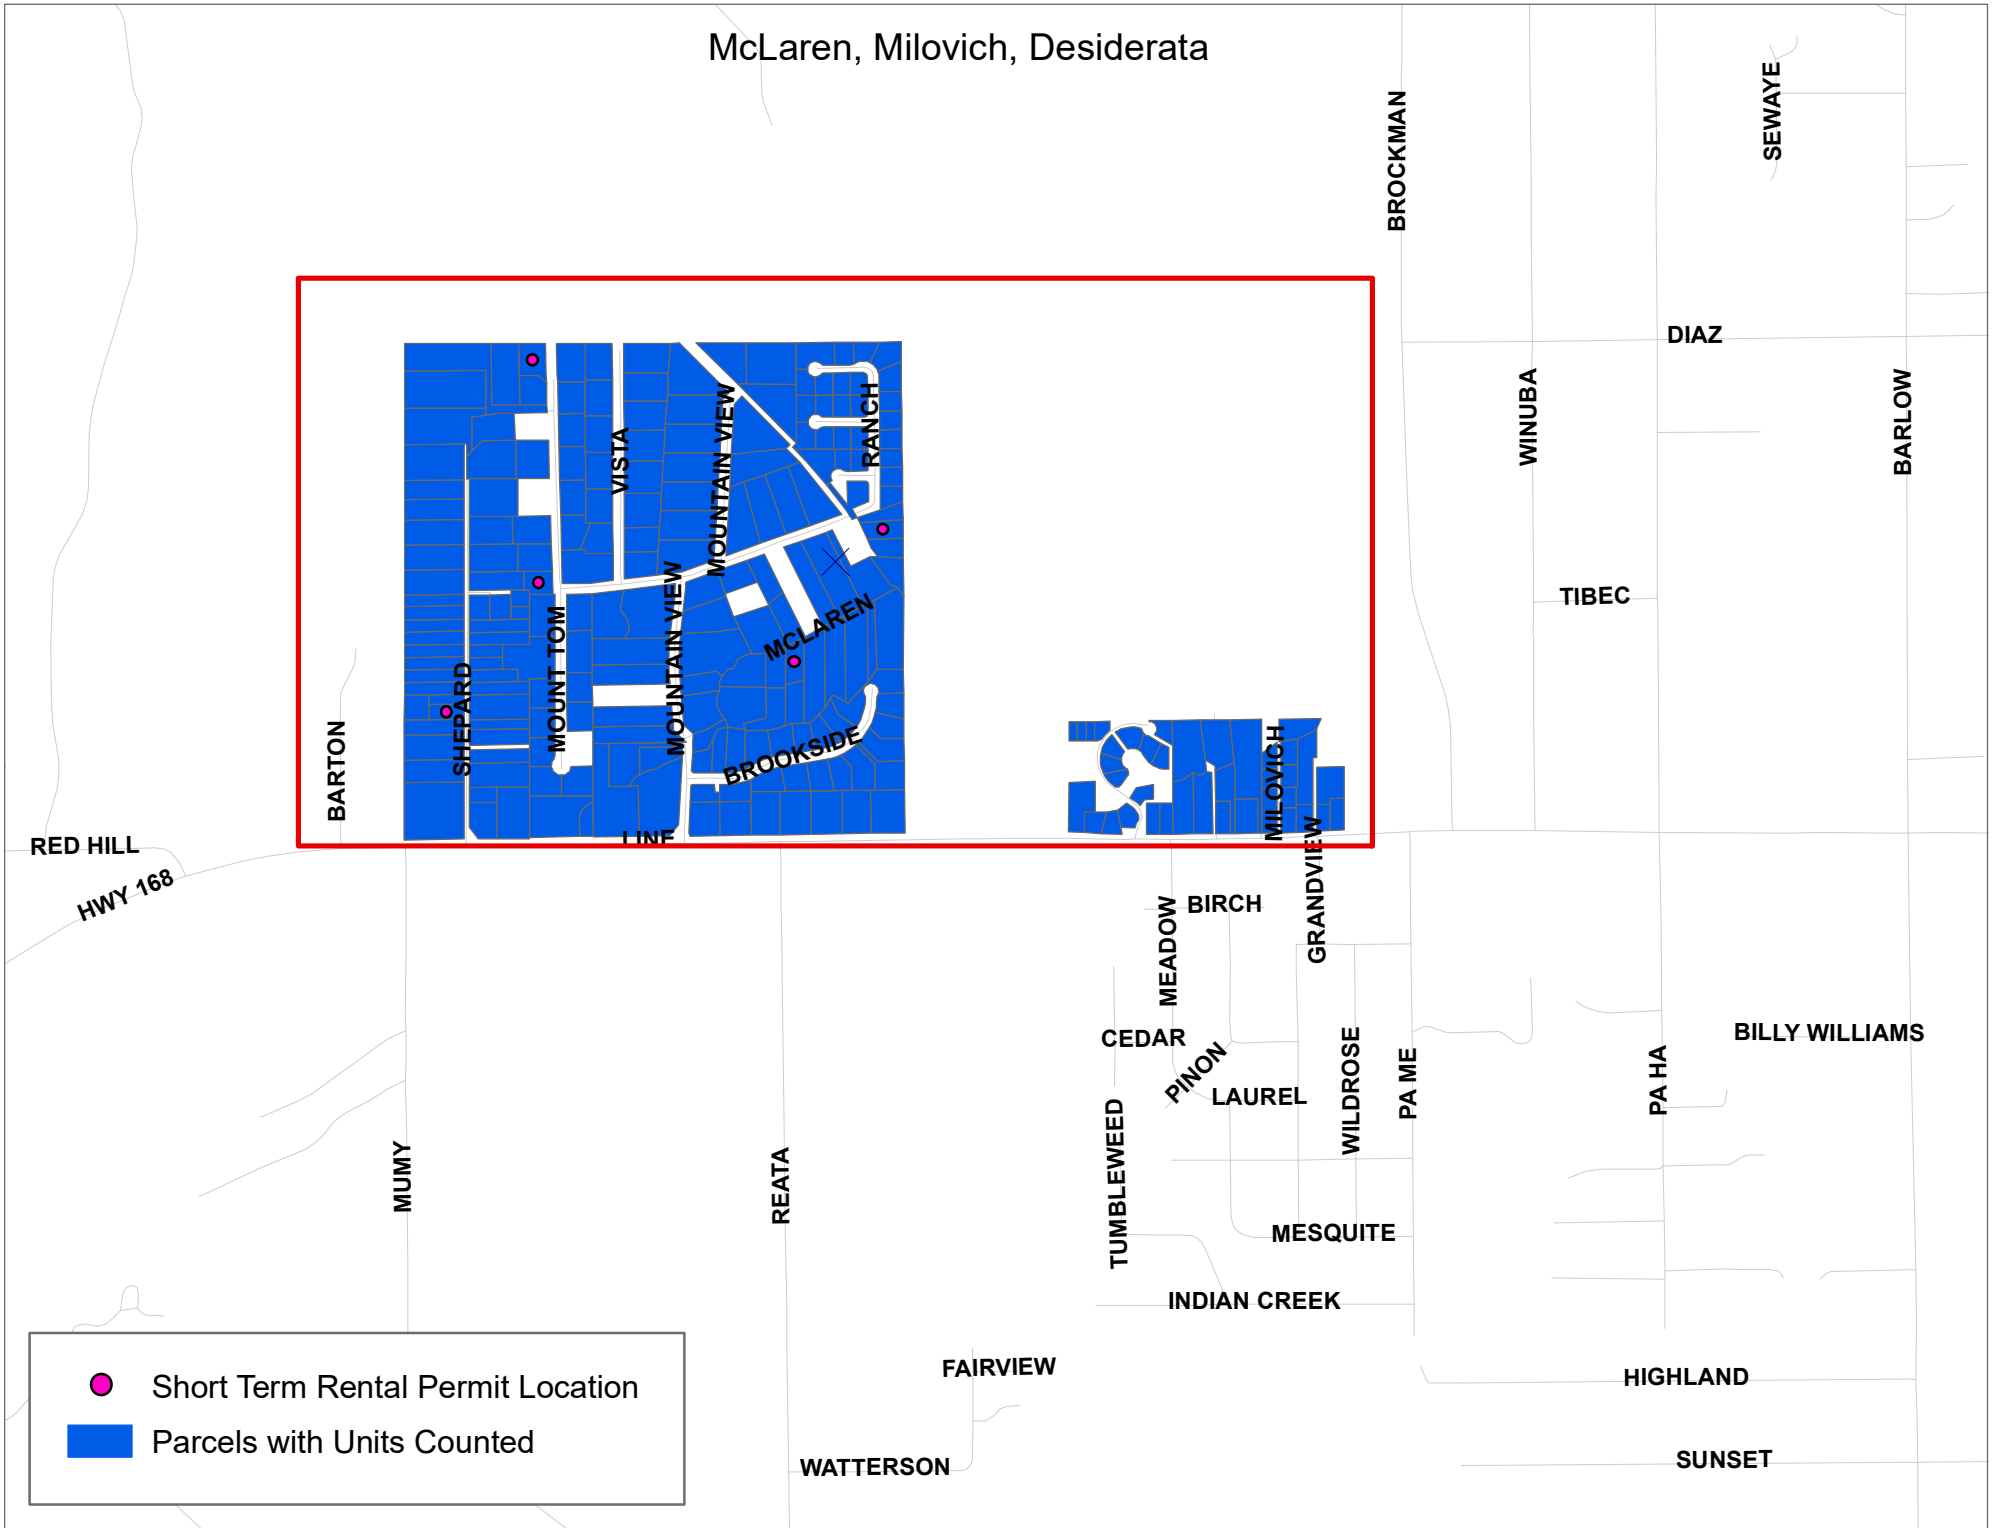 McLaren, Milovich, Desiderata
BROCKMAN
SEWAYE
DIAZ
WINUBA
BARLOW
VISTA
MOUNTAIN VIEW
RANCH
TIBEC
MCLAREN
MOUNT TOM
MOUNTAIN VIEW
SHEPARD
BROOKSIDE
BARTON
MILOVICH
LINE
RED HILL
HWY 168
GRANDVIEW
BIRCH
MEADOW
CEDAR
PINON
LAUREL
WILDROSE
PA ME
PA HA
BILLY WILLIAMS
MUMY
REATA
TUMBLEWEED
MESQUITE
INDIAN CREEK
FAIRVIEW
HIGHLAND
WATTERSON
SUNSET
Short Term Rental Permit Location
Parcels with Units Counted